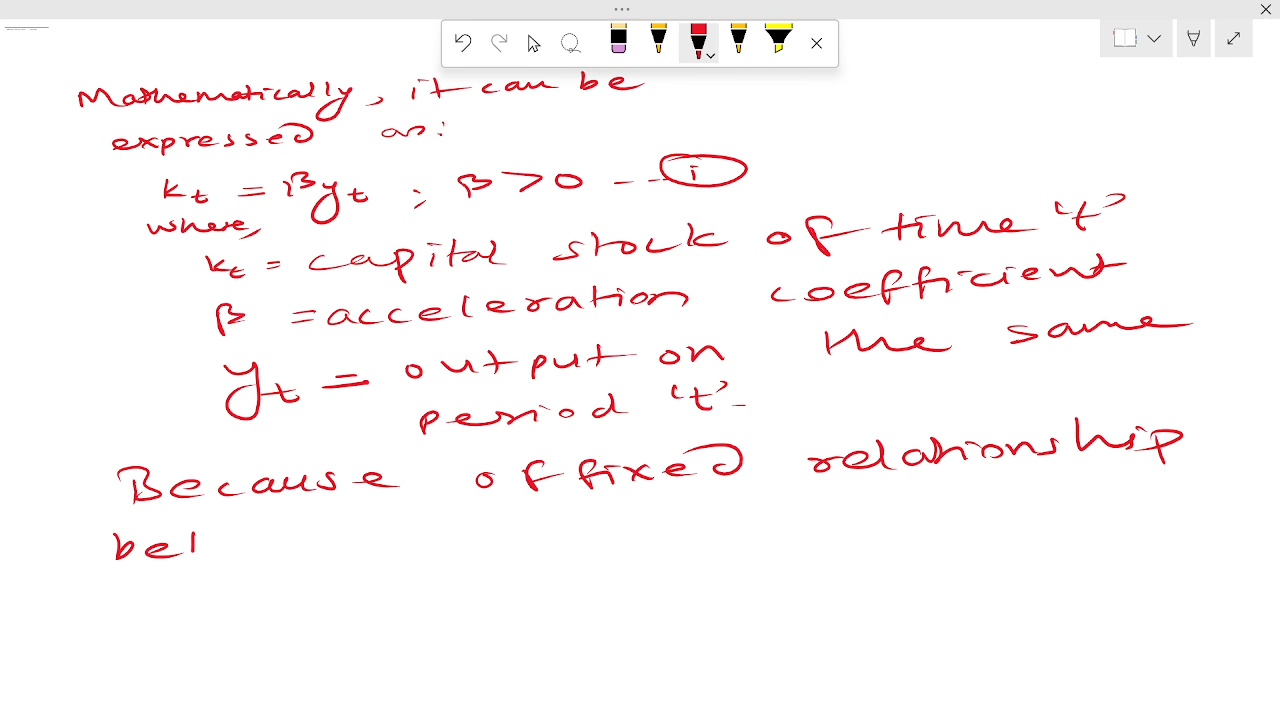 Mathematically, it can be
expressed as:
Kt = βyt ; β > 0 --- i
where,
Kt = capital stock of time 't'
β = acceleration coefficient
yt = output on the same
period 't'-
Because of fixed relationship
bel